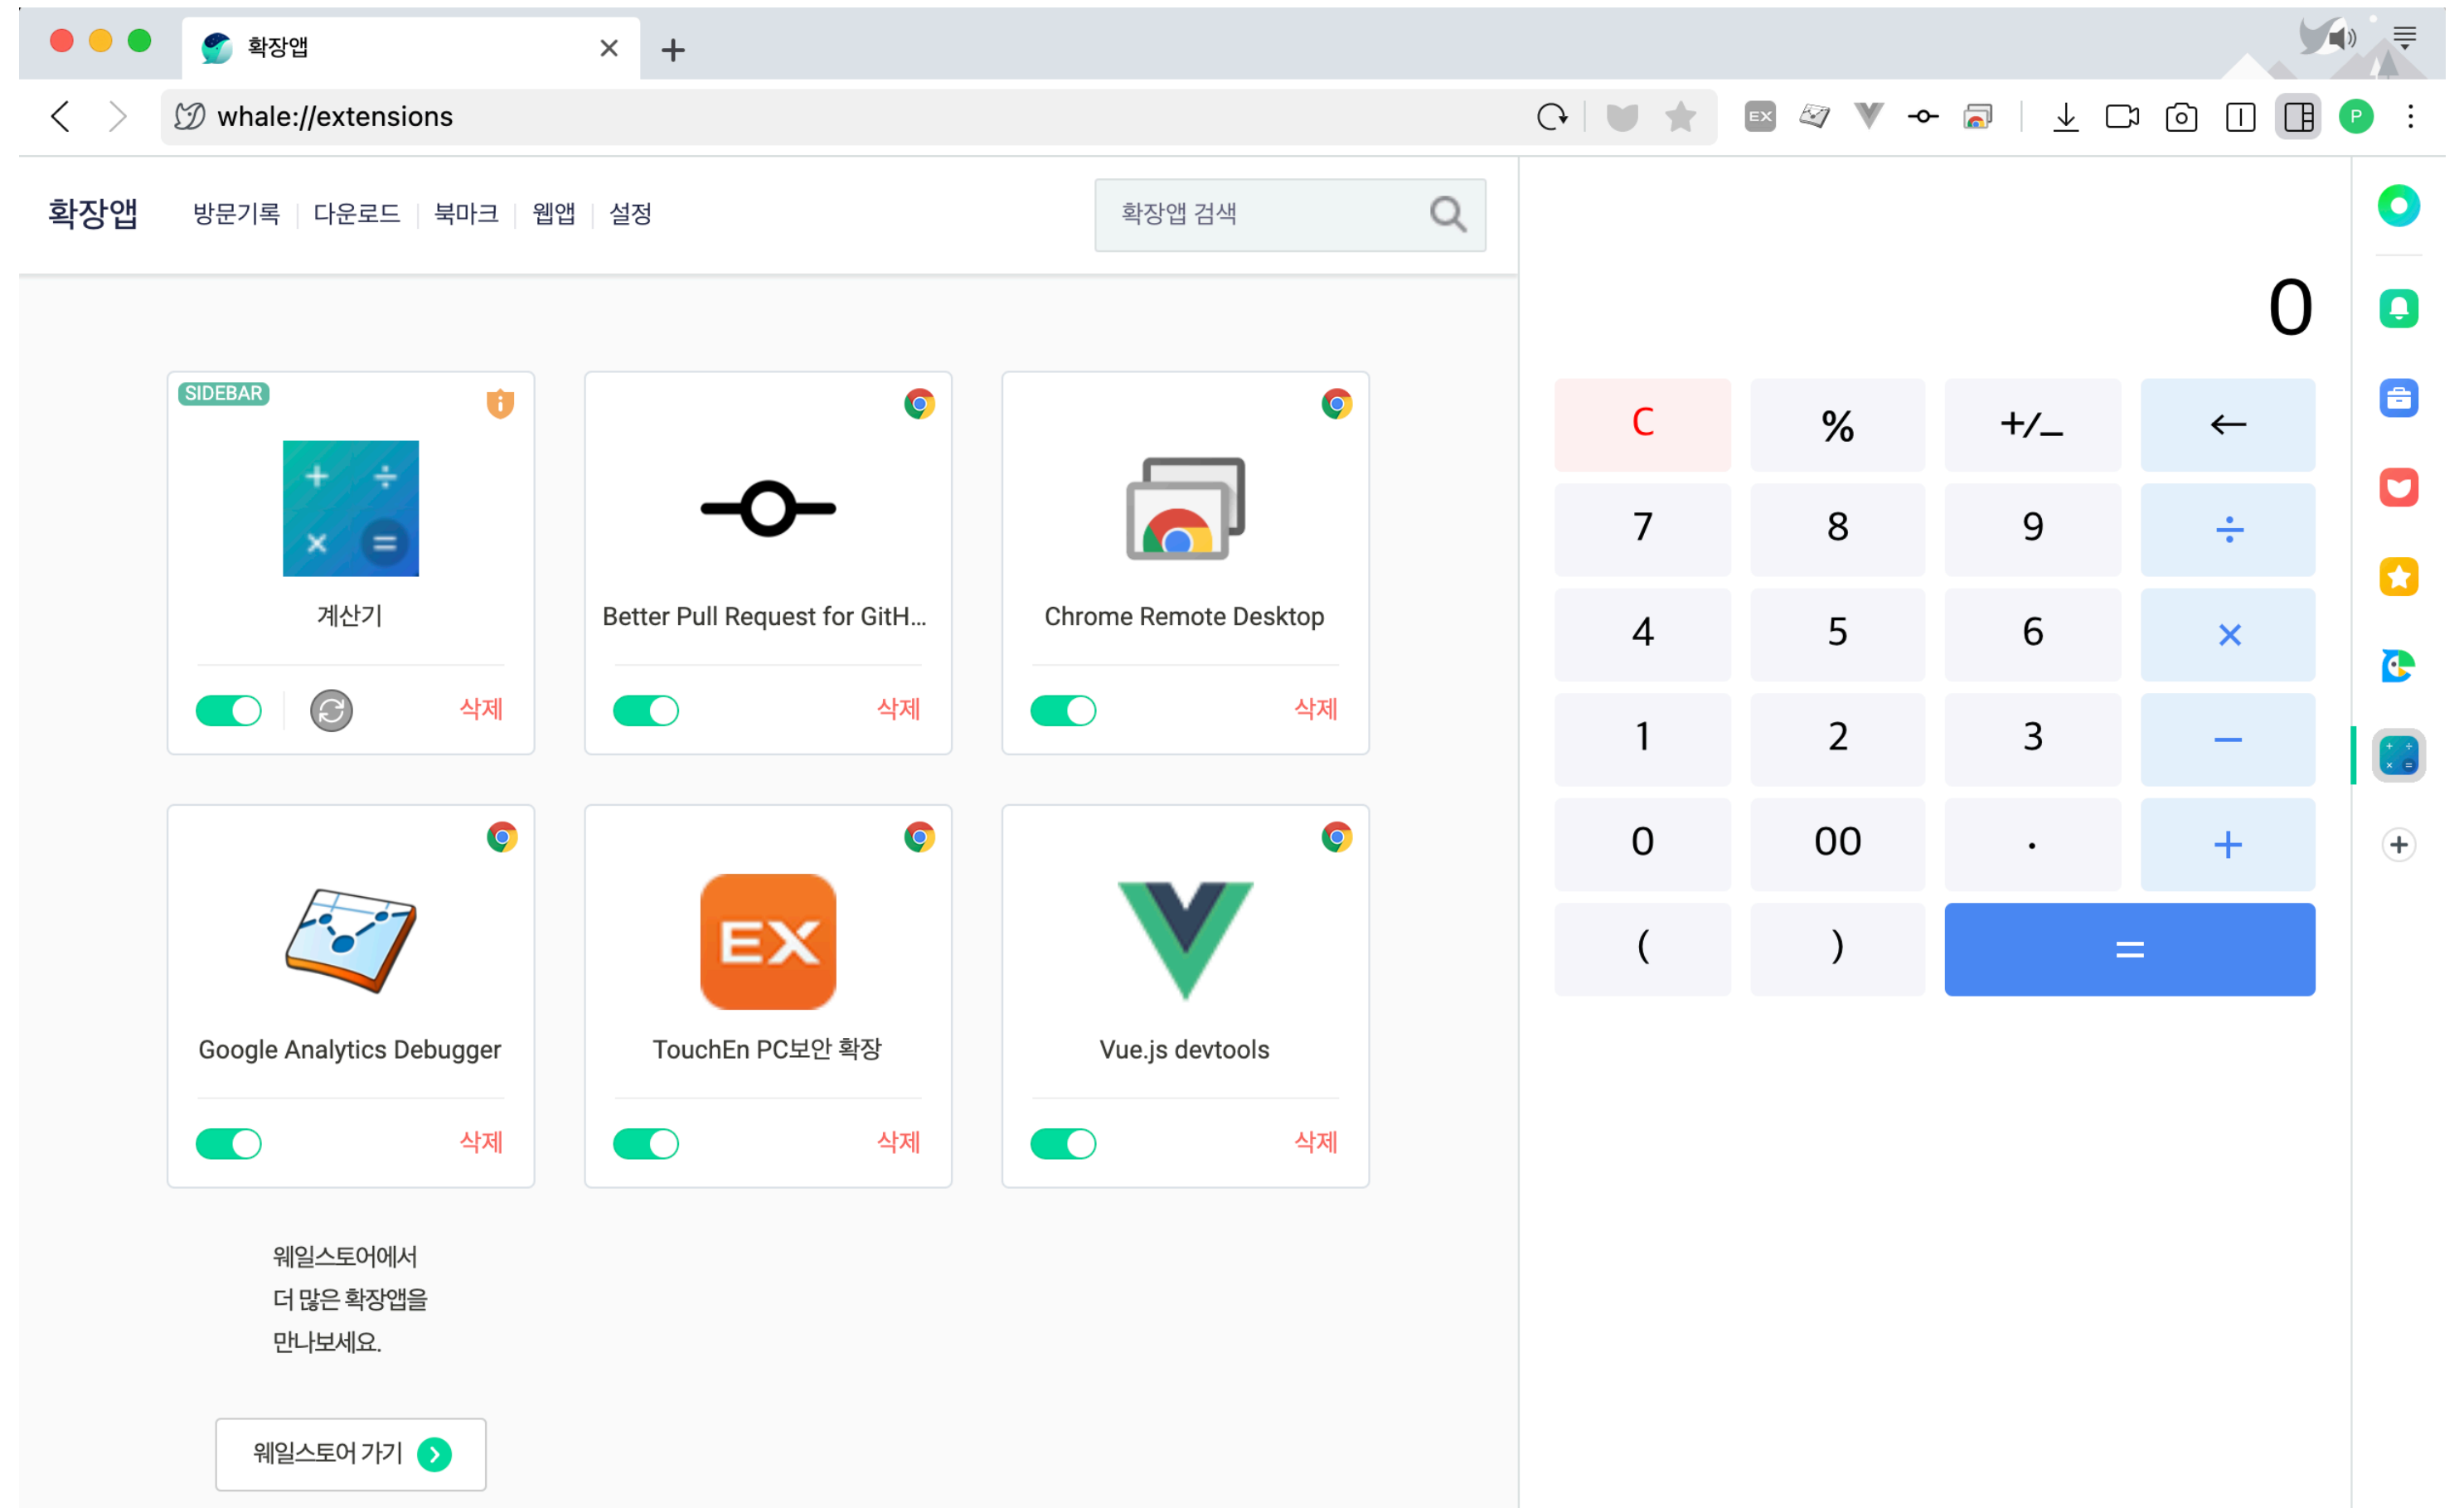 확장앱
whale://extensions
EX
P
확장앱 방문기록 다운로드 북마크 웹앱 설정 확장앱 검색
SIDEBAR
계산기
삭제
Better Pull Request for GitH...
삭제
Chrome Remote Desktop
삭제
Google Analytics Debugger
삭제
EX
TouchEn PC보안 확장
삭제
Vue.js devtools
삭제
웨일스토어에서
더 많은 확장앱을
만나보세요.
웨일스토어 가기
0
C % +/− ←
7 8 9 ÷
4 5 6 ×
1 2 3 −
0 00 . +
( ) =